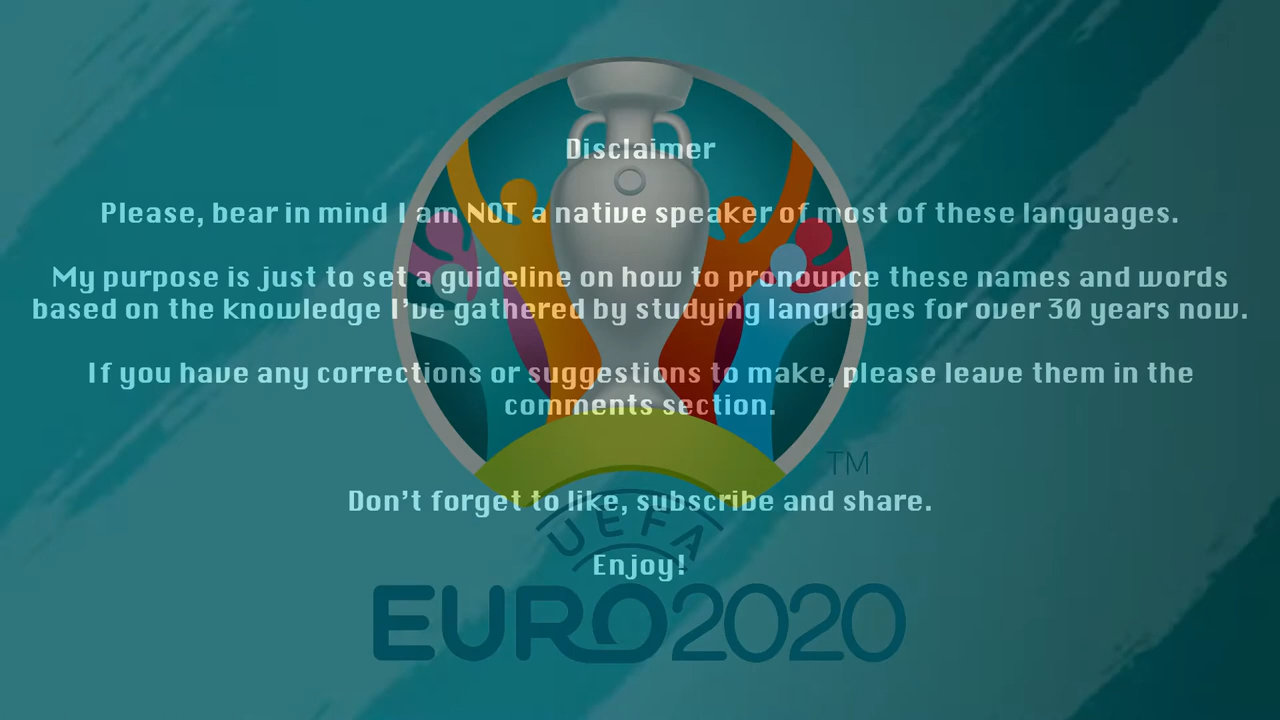 Disclaimer
Please, bear in mind I am NOT a native speaker of most of these languages.
My purpose is just to set a guideline on how to pronounce these names and words
based on the knowledge I've gathered by studying languages for over 30 years now.
If you have any corrections or suggestions to make, please leave them in the
comments section.
TM
Don't forget to like, subscribe and share.
UEFA
Enjoy!
EURO2020